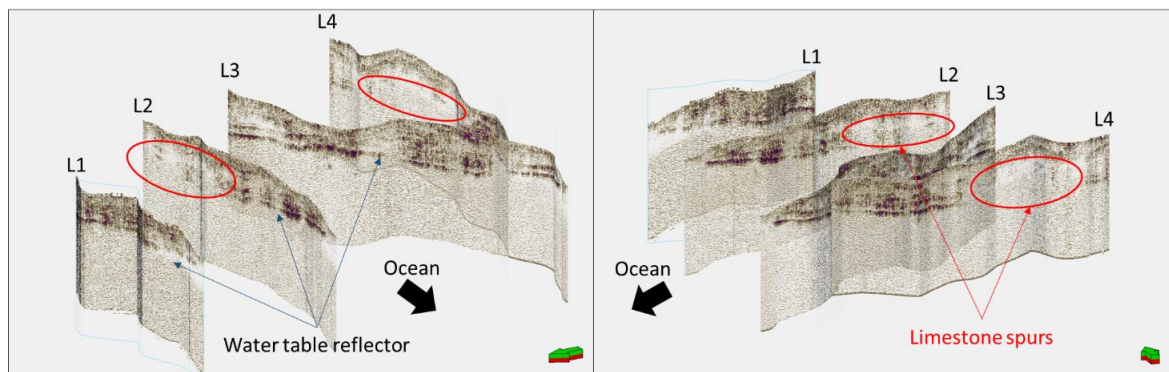 L4
L3
L2
L1
Ocean
Water table reflector
L1
L2
L3
L4
Ocean
Limestone spurs